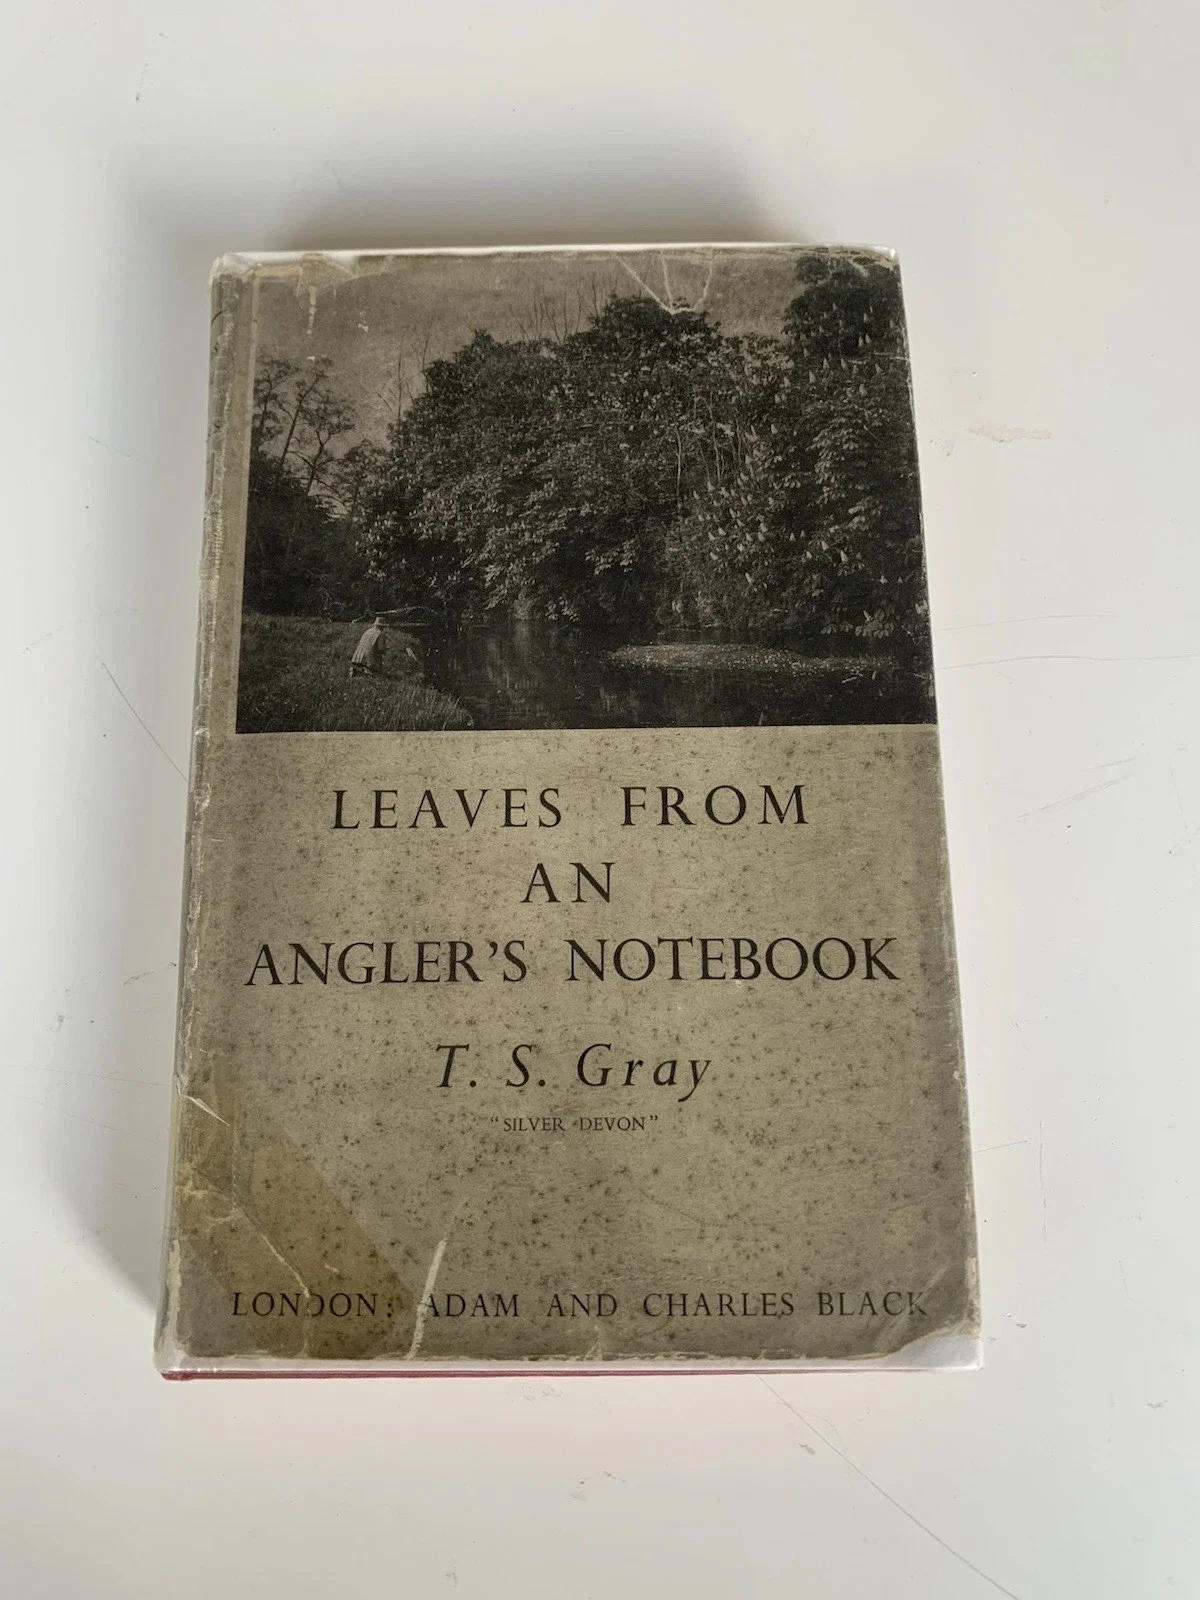 LEAVES FROM
AN
ANGLER'S NOTEBOOK
T. S. Gray
"SILVER DEVON"
LONDON: ADAM AND CHARLES BLACK